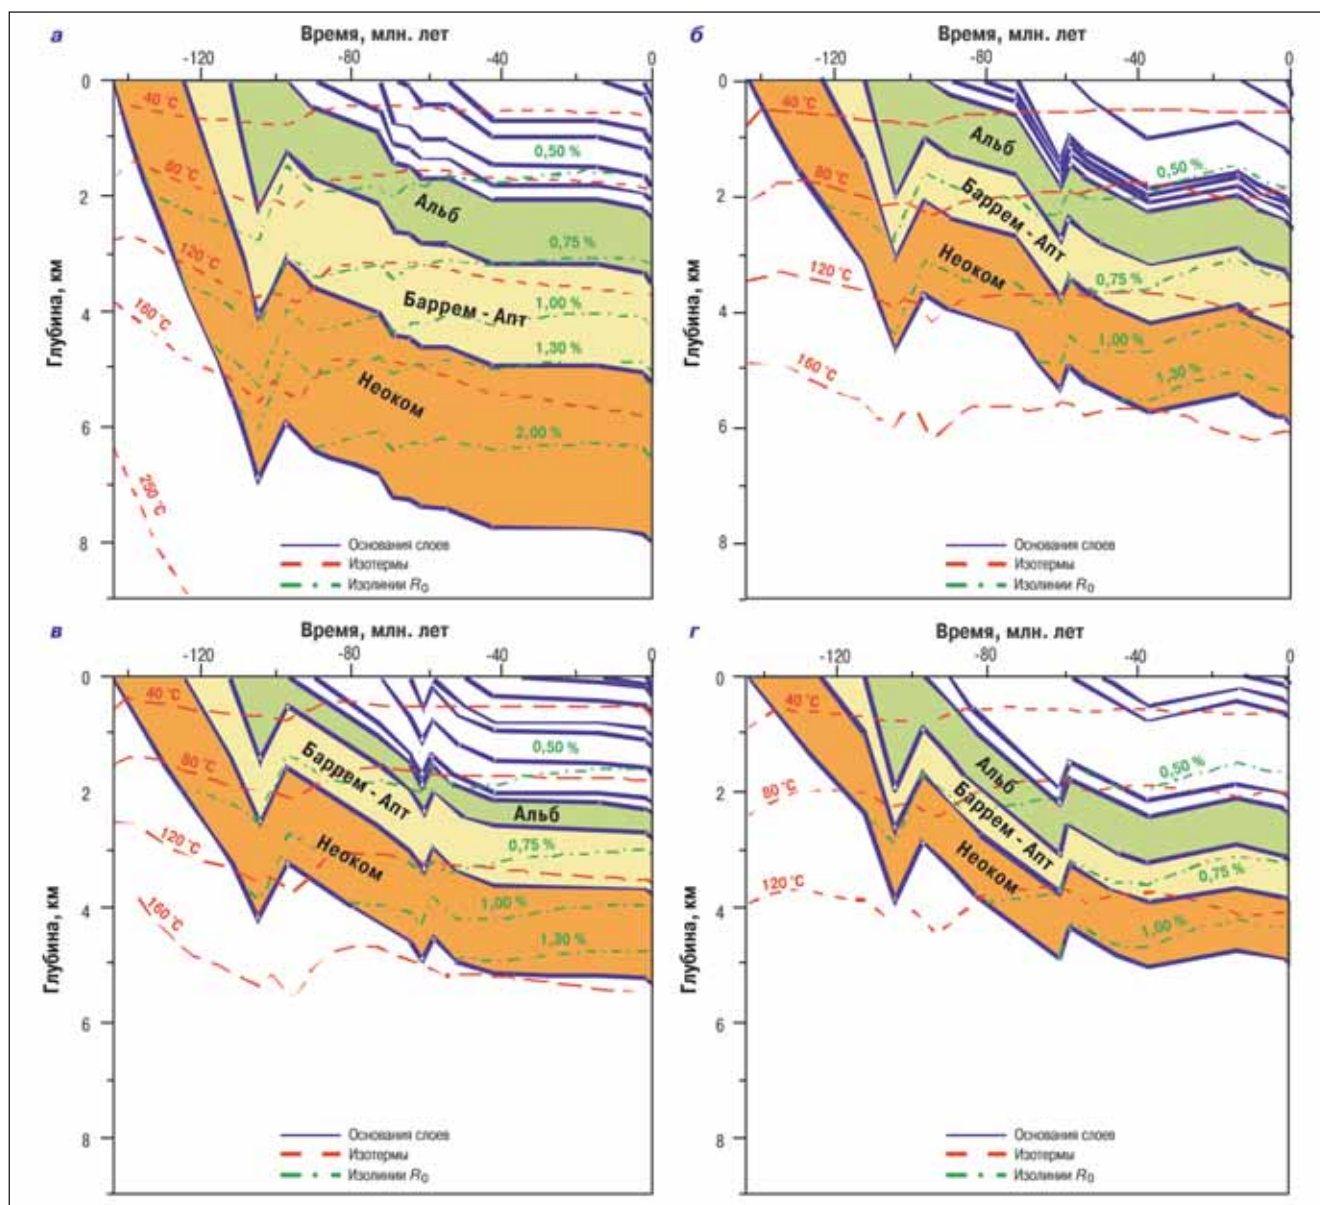 а
Время, млн. лет
-120
-80
-40
0
Глубина, км
0
2
4
6
8
40 °C
80 °C
120 °C
160 °C
250 °C
0,50 %
0,75 %
1,00 %
1,30 %
2,00 %
Альб
Баррем - Апт
Неоком
Основания слоев
Изотермы
Изолинии R₀
б
Время, млн. лет
-120
-80
-40
0
Глубина, км
0
2
4
6
8
40 °C
80 °C
120 °C
160 °C
0,50 %
0,75 %
1,00 %
1,30 %
Альб
Баррем - Апт
Неоком
Основания слоев
Изотермы
Изолинии R₀
в
Время, млн. лет
-120
-80
-40
0
Глубина, км
0
2
4
6
8
40 °C
80 °C
120 °C
160 °C
0,50 %
0,75 %
1,00 %
1,30 %
Баррем - Апт
Альб
Неоком
Основания слоев
Изотермы
Изолинии R₀
г
Время, млн. лет
-120
-80
-40
0
Глубина, км
0
2
4
6
8
40 °C
80 °C
120 °C
0,50 %
0,75 %
1,00 %
Альб
Баррем - Апт
Неоком
Основания слоев
Изотермы
Изолинии R₀